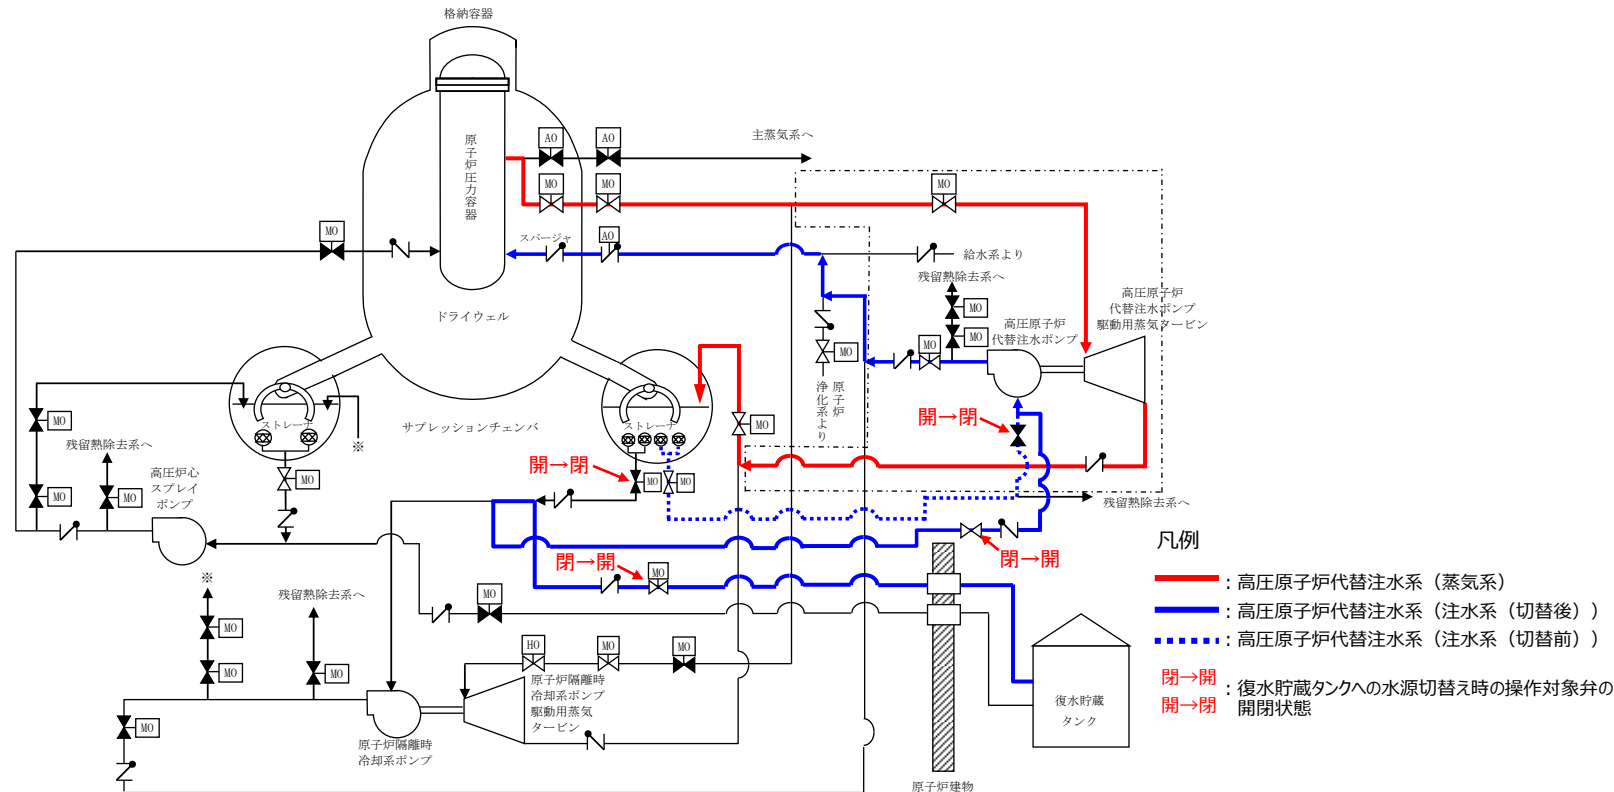 格納容器
原子炉圧力容器
AO
AO
主蒸気系へ
MO
MO
MO
MO
スパージャ
AO
給水系より
残留熱除去系へ
MO
MO
高圧原子炉
代替注水ポンプ
駆動用蒸気タービン
高圧原子炉
代替注水ポンプ
MO
MO
原子炉
浄化系より
ドライウェル
開→閉
MO
ストレーナ
※
サプレッションチェンバ
ストレーナ
MO
残留熱除去系へ
高圧炉心
スプレイ
ポンプ
MO
MO
MO
開→閉
MO
MO
残留熱除去系へ
閉→開
閉→開
MO
MO
※
残留熱除去系へ
MO
MO
MO
HO
MO
MO
原子炉隔離時
冷却系ポンプ
駆動用蒸気
タービン
MO
原子炉隔離時
冷却系ポンプ
復水貯蔵
タンク
原子炉建物
凡例
：高圧原子炉代替注水系（蒸気系）
：高圧原子炉代替注水系（注水系（切替後））
：高圧原子炉代替注水系（注水系（切替前））
閉→開
開→閉
：復水貯蔵タンクへの水源切替え時の操作対象弁の
開閉状態